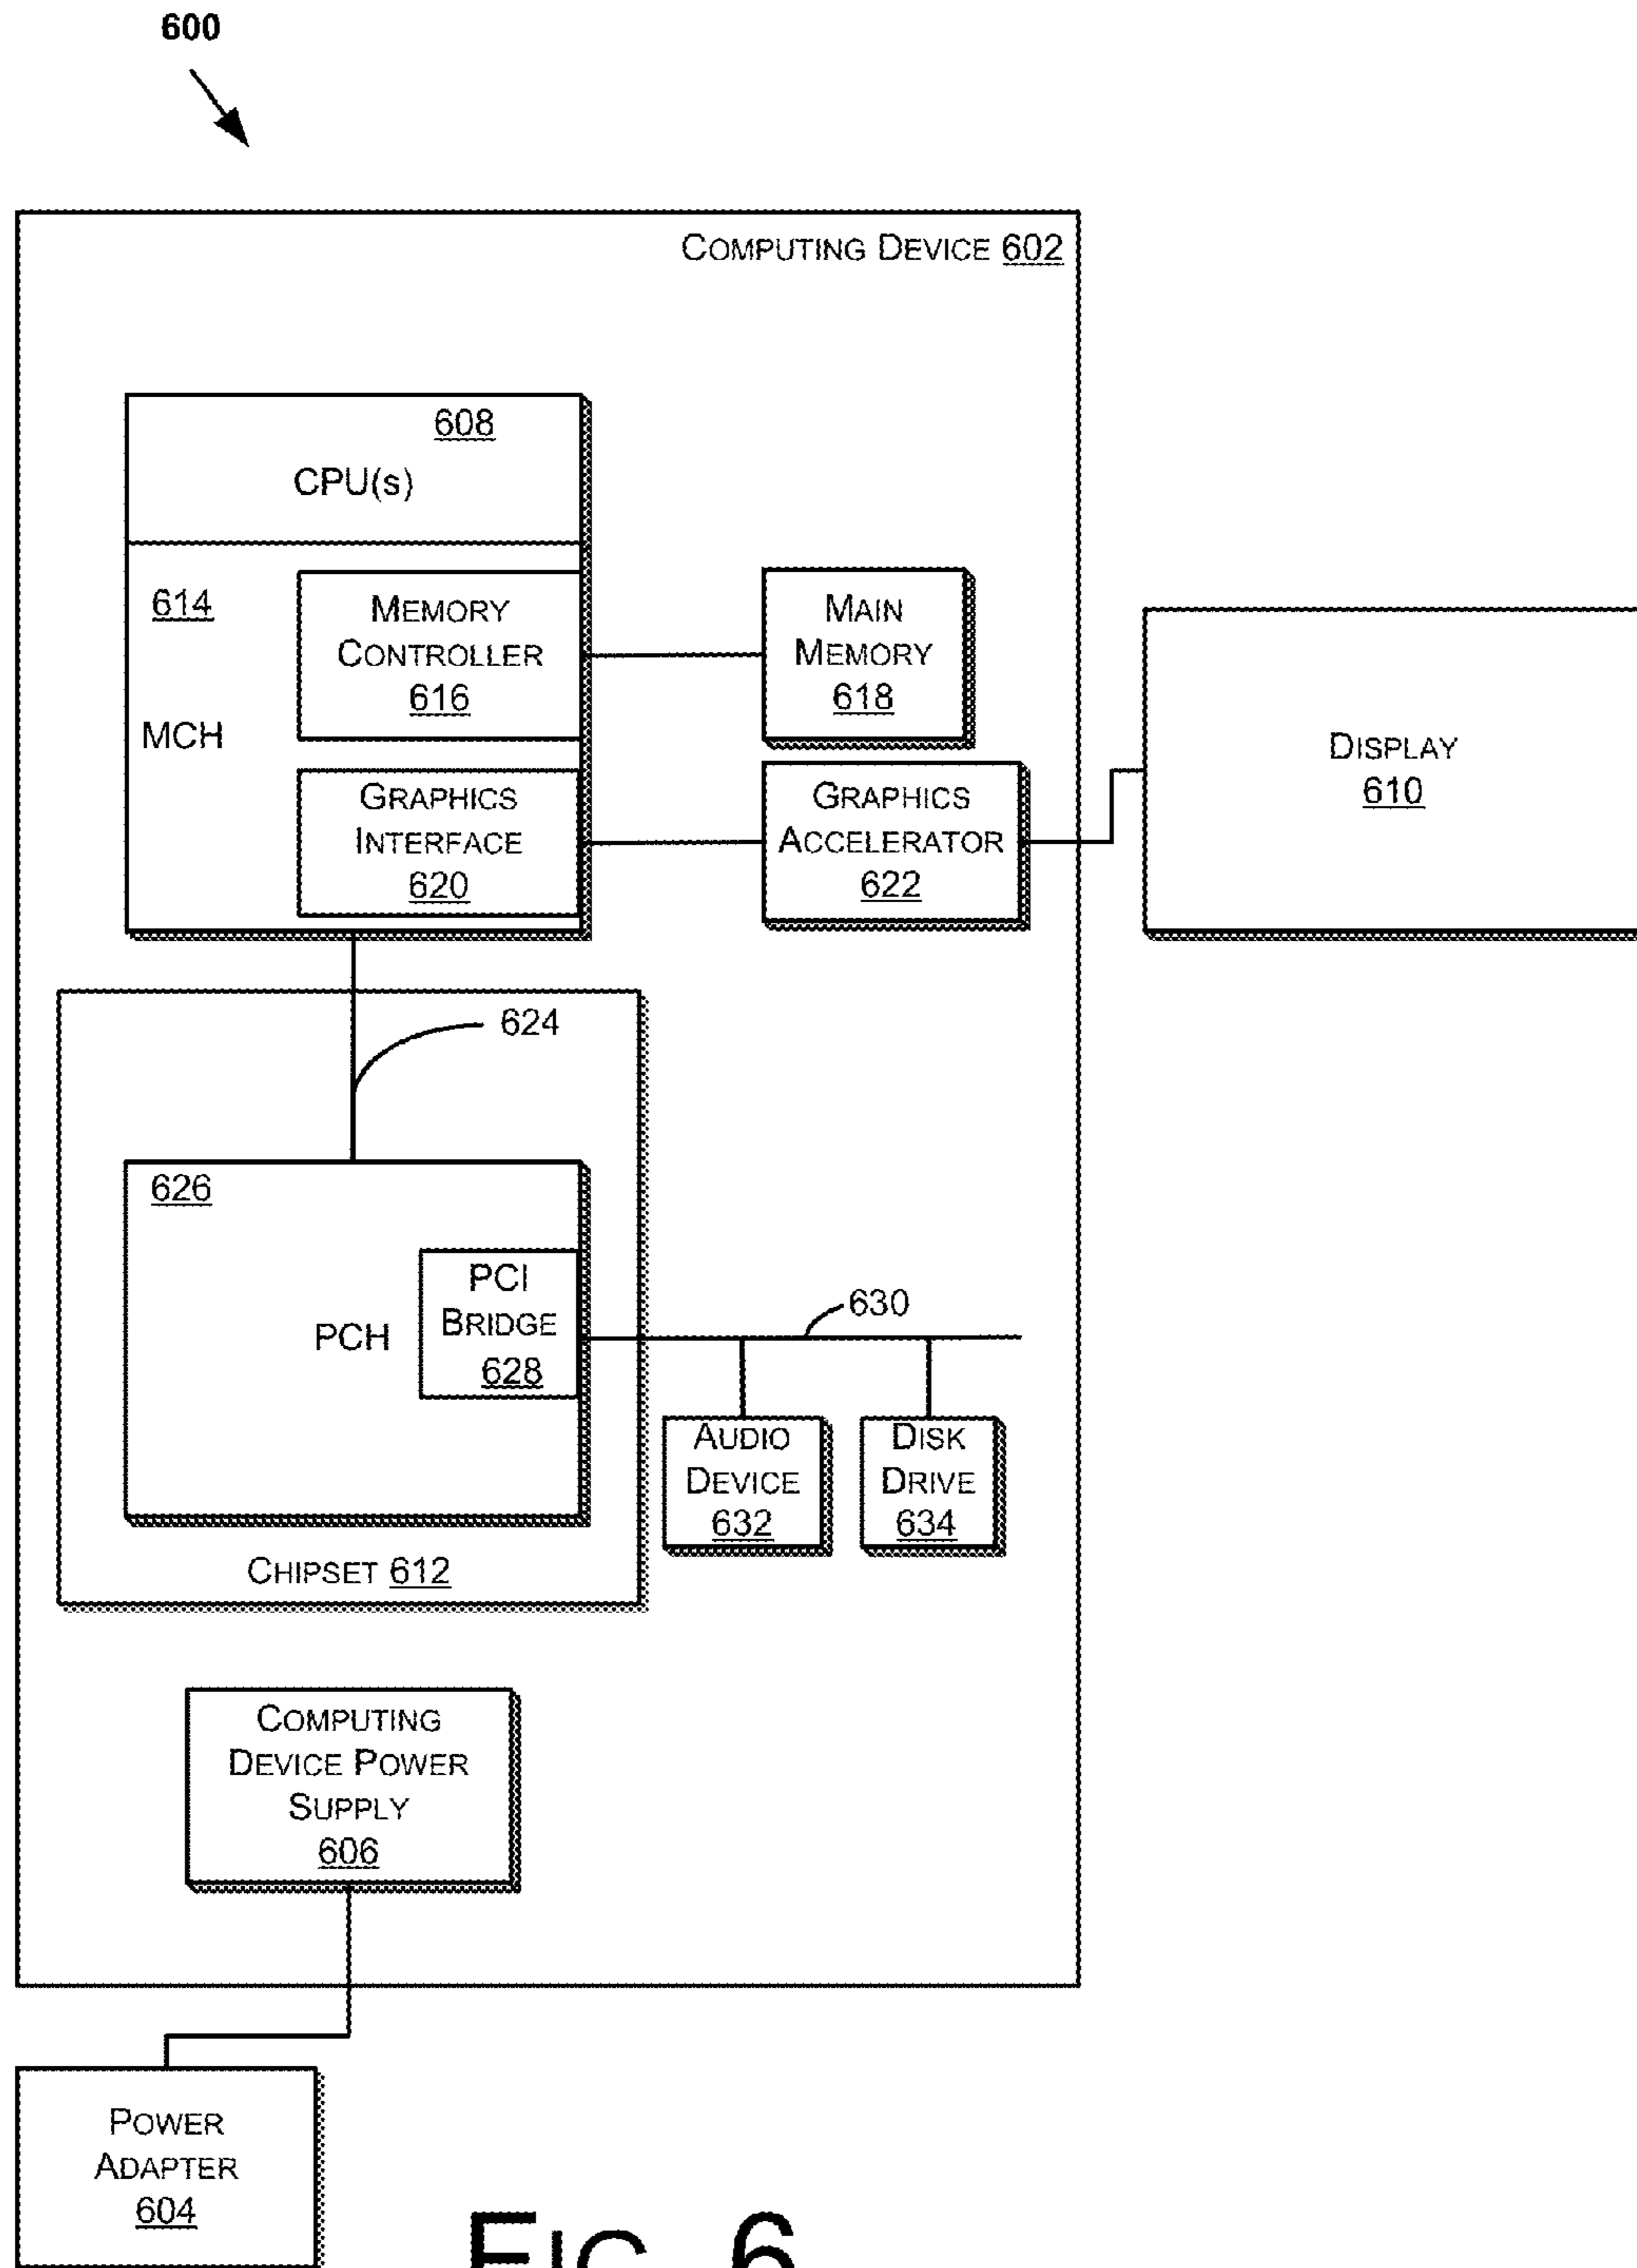 600
COMPUTING DEVICE 602
608
CPU(s)
614
MCH
MEMORY
CONTROLLER
616
MAIN
MEMORY
618
GRAPHICS
INTERFACE
620
GRAPHICS
ACCELERATOR
622
DISPLAY
610
624
626
PCH
PCI
BRIDGE
628
630
AUDIO
DEVICE
632
DISK
DRIVE
634
CHIPSET 612
COMPUTING
DEVICE POWER
SUPPLY
606
POWER
ADAPTER
604
FIG. 6